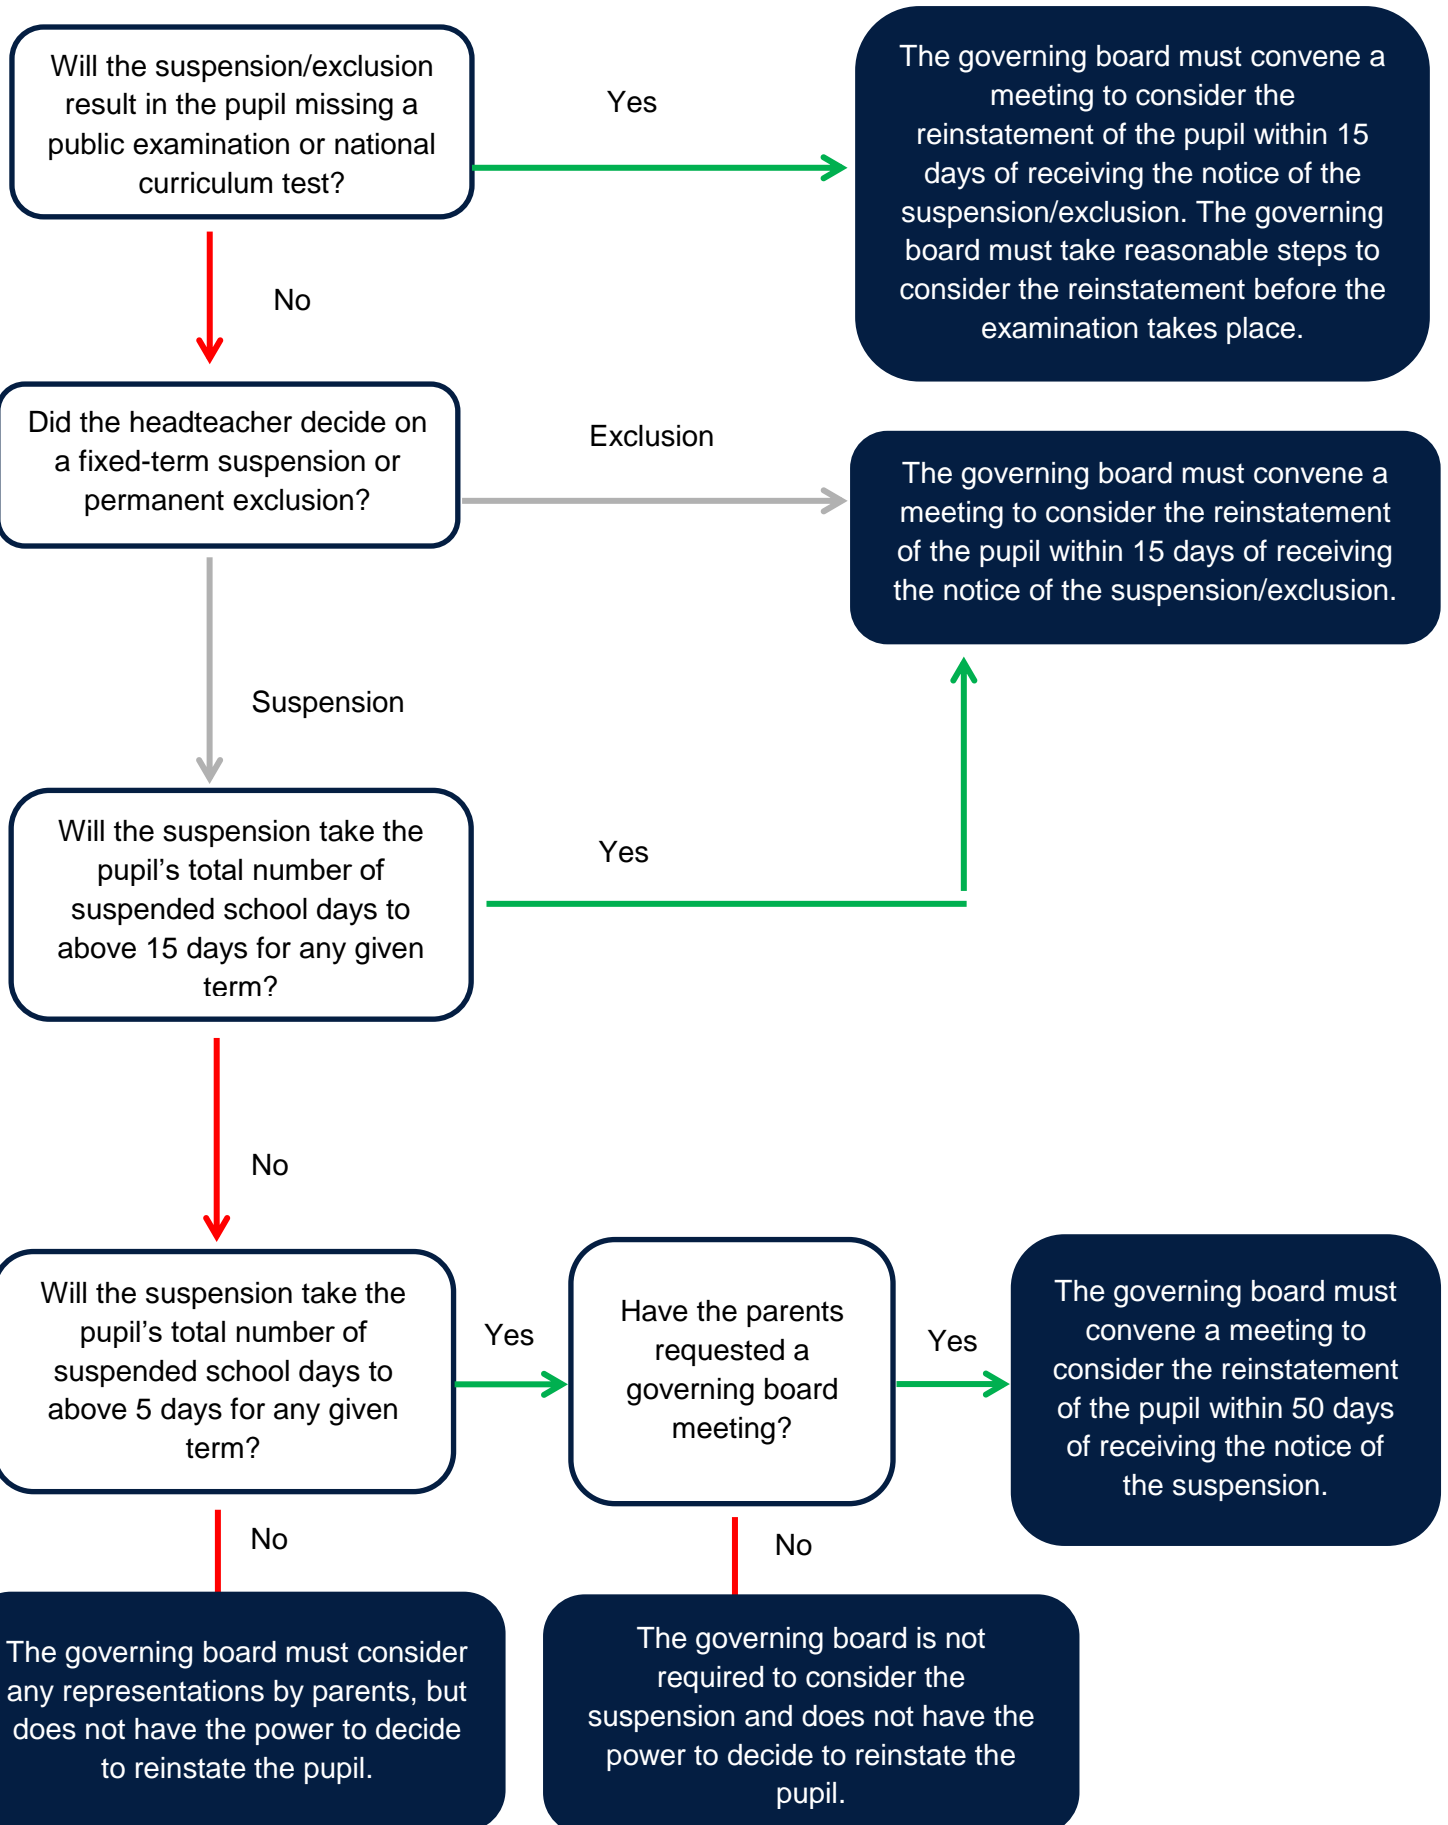 Will the suspension/exclusion
result in the pupil missing a
public examination or national
curriculum test?
Yes
The governing board must convene a
meeting to consider the
reinstatement of the pupil within 15
days of receiving the notice of the
suspension/exclusion. The governing
board must take reasonable steps to
consider the reinstatement before the
examination takes place.
No
Did the headteacher decide on
a fixed-term suspension or
permanent exclusion?
Exclusion
The governing board must convene a
meeting to consider the reinstatement
of the pupil within 15 days of receiving
the notice of the suspension/exclusion.
Suspension
Will the suspension take the
pupil’s total number of
suspended school days to
above 15 days for any given
term?
Yes
No
Will the suspension take the
pupil’s total number of
suspended school days to
above 5 days for any given
term?
Yes
Have the parents
requested a
governing board
meeting?
Yes
The governing board must
convene a meeting to
consider the reinstatement
of the pupil within 50 days
of receiving the notice of
the suspension.
No
No
The governing board must consider
any representations by parents, but
does not have the power to decide
to reinstate the pupil.
The governing board is not
required to consider the
suspension and does not have the
power to decide to reinstate the
pupil.